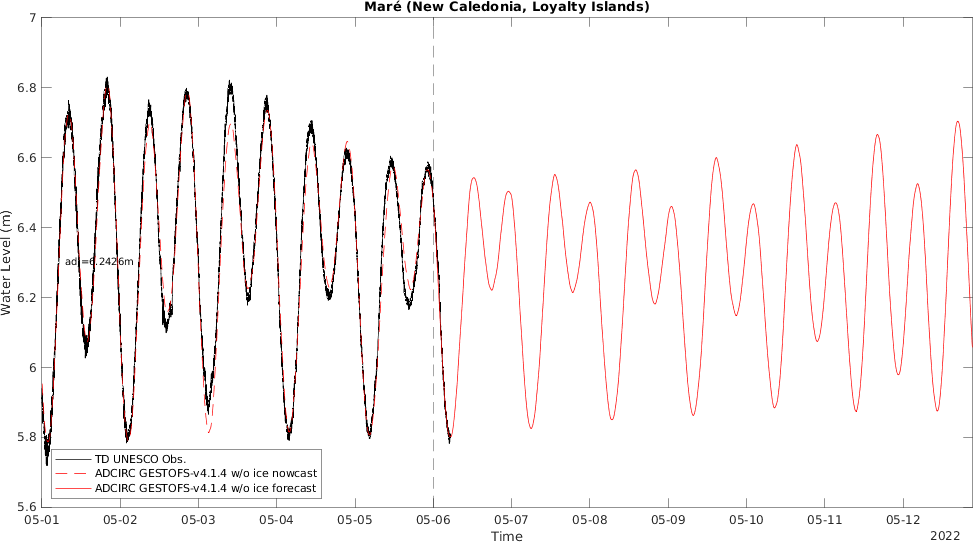 Maré (New Caledonia, Loyalty Islands)
7
6.8
6.6
6.4
6.2
6
5.8
5.6
Water Level (m)
adj=6.2426m
TD UNESCO Obs.
ADCIRC GESTOFS-v4.1.4 w/o ice nowcast
ADCIRC GESTOFS-v4.1.4 w/o ice forecast
05-01 05-02 05-03 05-04 05-05 05-06 05-07 05-08 05-09 05-10 05-11 05-12
Time
2022